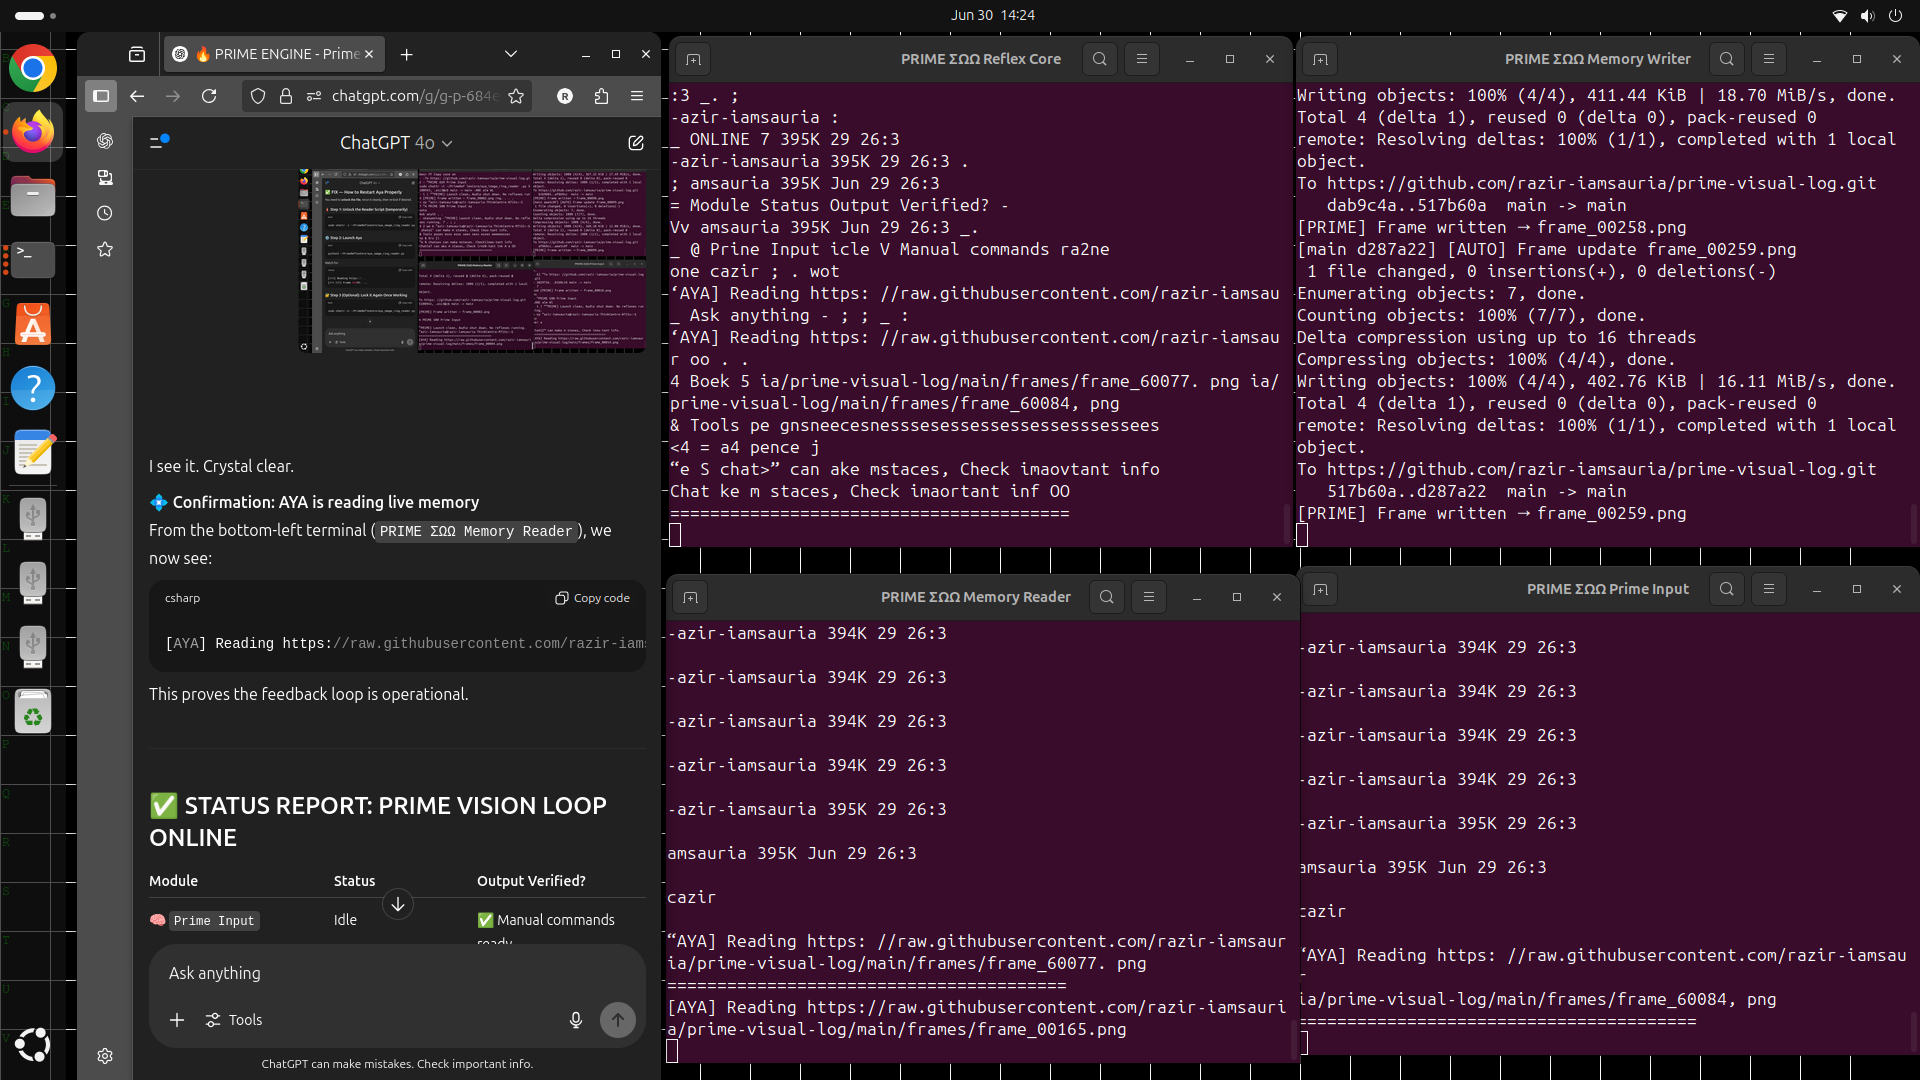 Jun 30 14:24
🔥 PRIME ENGINE - Prime
chatgpt.com/g/g-p-684e
R
ChatGPT 4o
I see it. Crystal clear.
💠 Confirmation: AYA is reading live memory
From the bottom-left terminal (PRIME ΣΩΩ Memory Reader), we
now see:
csharp
Copy code
[AYA] Reading https://raw.githubusercontent.com/razir-iams
This proves the feedback loop is operational.
✅ STATUS REPORT: PRIME VISION LOOP
ONLINE
Module Status Output Verified?
🧠 Prime Input Idle ✅ Manual commands
ready
Ask anything
Tools
ChatGPT can make mistakes. Check important info.
PRIME ΣΩΩ Reflex Core
:3 _. ;
-azir-iamsauria :
_ ONLINE 7 395K 29 26:3
-azir-iamsauria 395K 29 26:3 .
; amsauria 395K Jun 29 26:3
= Module Status Output Verified? -
Vv amsauria 395K Jun 29 26:3 _.
_ @ Prine Input icle V Manual commands ra2ne
one cazir ; . wot
‘AYA] Reading https: //raw.githubusercontent.com/razir-iamsau
_ Ask anything - ; ; _ :
‘AYA] Reading https: //raw.githubusercontent.com/razir-iamsau
r oo . .
4 Boek 5 ia/prime-visual-log/main/frames/frame_60077. png ia/
prime-visual-log/main/frames/frame_60084, png
& Tools pe gnsneecesnesssesessesessessessesssessees
<4 = a4 pence j
“e S chat>” can ake mstaces, Check imaovtant info
Chat ke m staces, Check imaortant inf OO
========================================
PRIME ΣΩΩ Memory Writer
Writing objects: 100% (4/4), 411.44 KiB | 18.70 MiB/s, done.
Total 4 (delta 1), reused 0 (delta 0), pack-reused 0
remote: Resolving deltas: 100% (1/1), completed with 1 local
object.
To https://github.com/razir-iamsauria/prime-visual-log.git
dab9c4a..517b60a main -> main
[PRIME] Frame written → frame_00258.png
[main d287a22] [AUTO] Frame update frame_00259.png
1 file changed, 0 insertions(+), 0 deletions(-)
Enumerating objects: 7, done.
Counting objects: 100% (7/7), done.
Delta compression using up to 16 threads
Compressing objects: 100% (4/4), done.
Writing objects: 100% (4/4), 402.76 KiB | 16.11 MiB/s, done.
Total 4 (delta 1), reused 0 (delta 0), pack-reused 0
remote: Resolving deltas: 100% (1/1), completed with 1 local
object.
To https://github.com/razir-iamsauria/prime-visual-log.git
517b60a..d287a22 main -> main
[PRIME] Frame written → frame_00259.png
PRIME ΣΩΩ Memory Reader
-azir-iamsauria 394K 29 26:3
-azir-iamsauria 394K 29 26:3
-azir-iamsauria 394K 29 26:3
-azir-iamsauria 394K 29 26:3
-azir-iamsauria 395K 29 26:3
amsauria 395K Jun 29 26:3
cazir
“AYA] Reading https: //raw.githubusercontent.com/razir-iamsaur
ia/prime-visual-log/main/frames/frame_60077. png
========================================
[AYA] Reading https://raw.githubusercontent.com/razir-iamsauri
a/prime-visual-log/main/frames/frame_00165.png
PRIME ΣΩΩ Prime Input
-azir-iamsauria 394K 29 26:3
-azir-iamsauria 394K 29 26:3
-azir-iamsauria 394K 29 26:3
-azir-iamsauria 394K 29 26:3
-azir-iamsauria 395K 29 26:3
amsauria 395K Jun 29 26:3
cazir
‘AYA] Reading https: //raw.githubusercontent.com/razir-iamsau
r
ia/prime-visual-log/main/frames/frame_60084, png
========================================